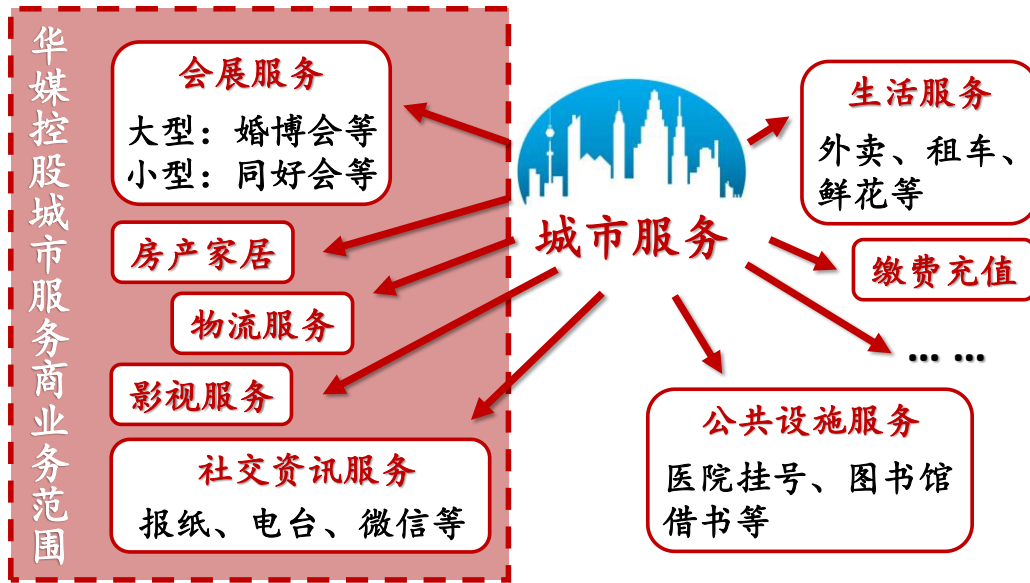 华媒控股城市服务商业务范围
会展服务
大型：婚博会等
小型：同好会等
房产家居
物流服务
影视服务
社交资讯服务
报纸、电台、微信等
城市服务
生活服务
外卖、租车、
鲜花等
缴费充值
… …
公共设施服务
医院挂号、图书馆
借书等